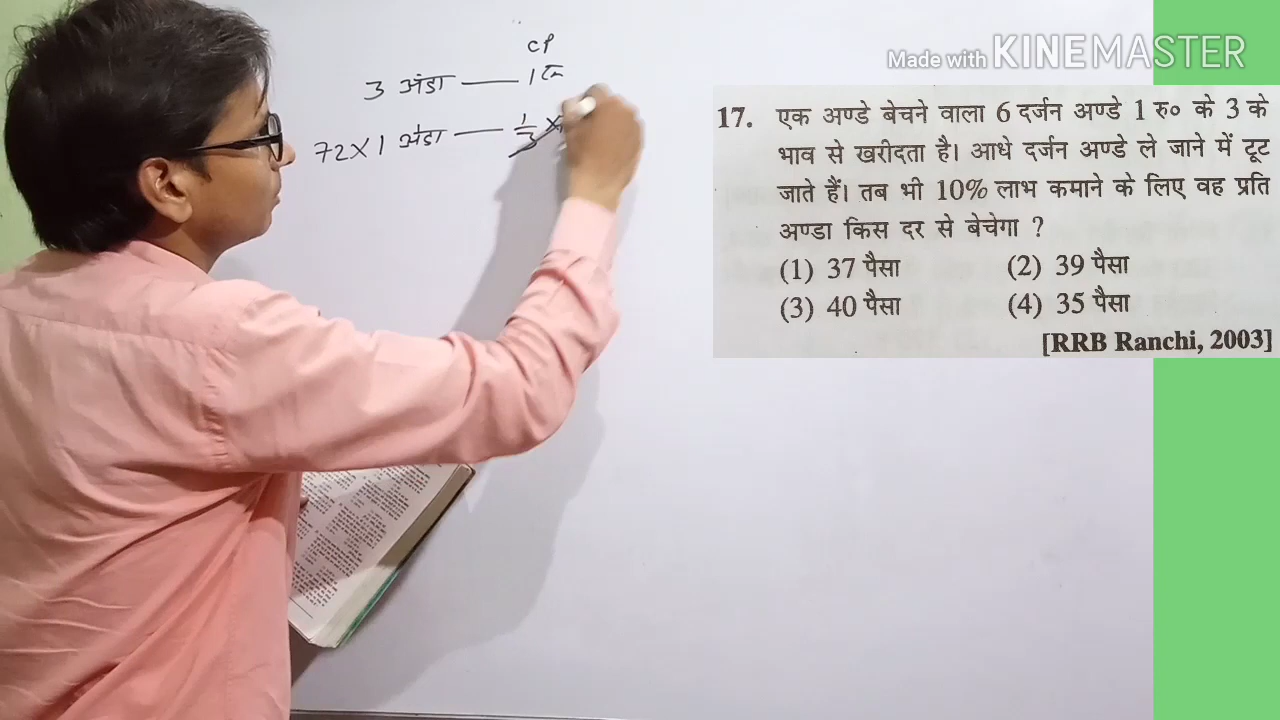 Made with KINEMASTER
CP
3 अंडा — 1 रु
72×1 अंडा — 1/3 ×
17. एक अण्डे बेचने वाला 6 दर्जन अण्डे 1 रु० के 3 के
भाव से खरीदता है। आधे दर्जन अण्डे ले जाने में टूट
जाते हैं। तब भी 10% लाभ कमाने के लिए वह प्रति
अण्डा किस दर से बेचेगा ?
(1) 37 पैसा (2) 39 पैसा
(3) 40 पैसा (4) 35 पैसा
[RRB Ranchi, 2003]